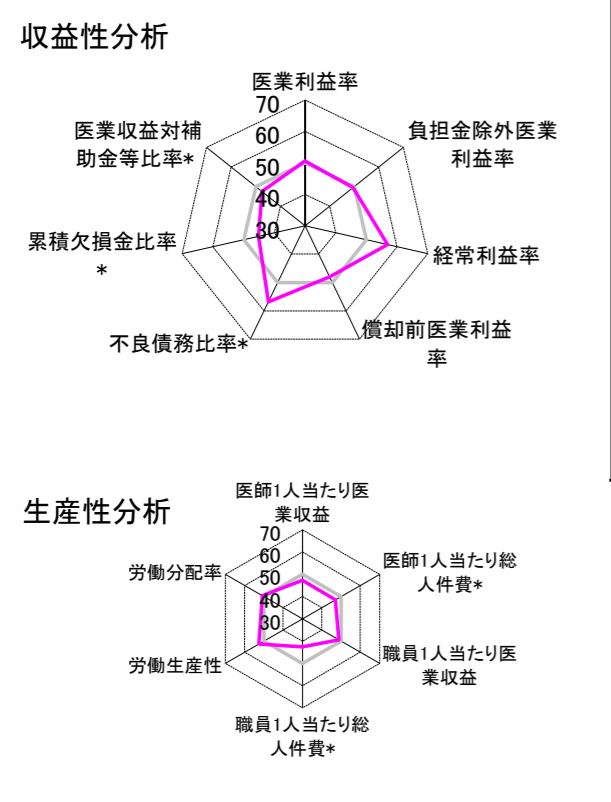 収益性分析
医業利益率
負担金除外医業
利益率
経常利益率
償却前医業利益
率
不良債務比率*
累積欠損金比率
*
医業収益対補
助金等比率*
70
60
50
40
30
生産性分析
医師1人当たり医
業収益
医師1人当たり総
人件費*
職員1人当たり医
業収益
職員1人当たり総
人件費*
労働生産性
労働分配率
70
60
50
40
30